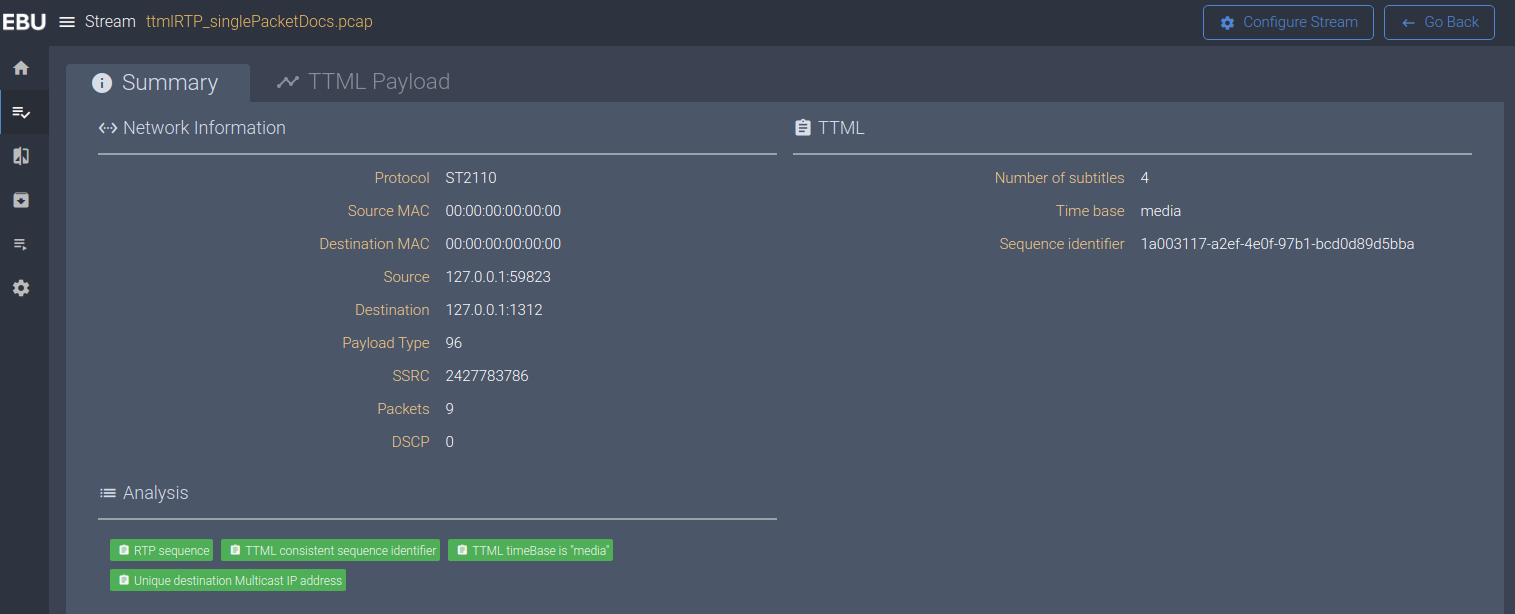 EBU Stream ttmlRTP_singlePacketDocs.pcap Configure Stream Go Back
Summary TTML Payload
Network Information
Protocol ST2110
Source MAC 00:00:00:00:00:00
Destination MAC 00:00:00:00:00:00
Source 127.0.0.1:59823
Destination 127.0.0.1:1312
Payload Type 96
SSRC 2427783786
Packets 9
DSCP 0
TTML
Number of subtitles 4
Time base media
Sequence identifier 1a003117-a2ef-4e0f-97b1-bcd0d89d5bba
Analysis
RTP sequence TTML consistent sequence identifier TTML timeBase is "media"
Unique destination Multicast IP address